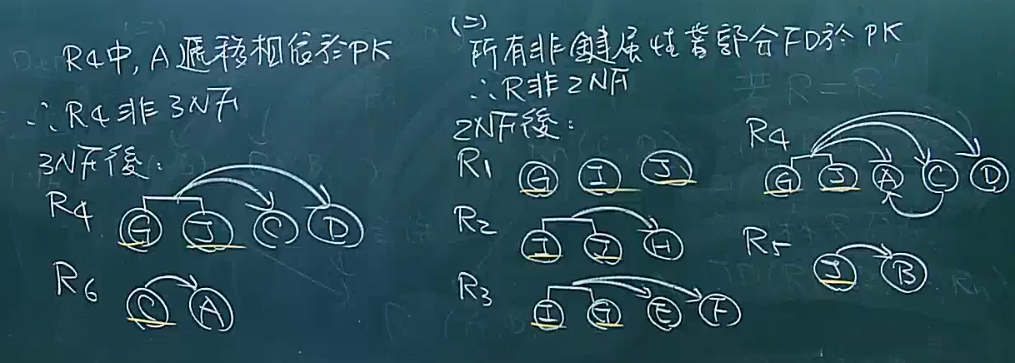 (二)
所有非鍵屬性皆部分FD於PK
∴R非2NF
2NF後:
R1 G I J
R2 I J H
R3 I G E F
R4 G J A C D
R5 J B
R4中,A遞移相依於PK
∴R4非3NF
3NF後:
R4 G J C D
R6 C A